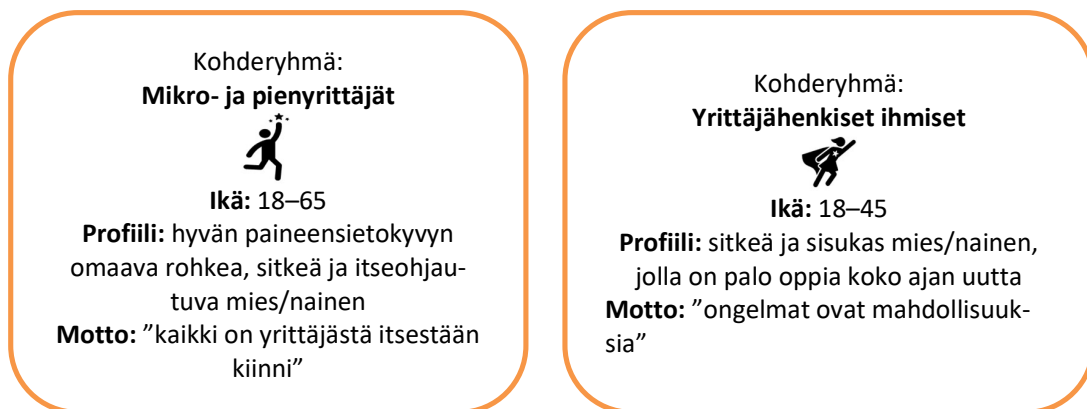 Kohderyhmä:
Mikro- ja pienyrittäjät
Ikä: 18–65
Profiili: hyvän paineensietokyvyn
omaava rohkea, sitkeä ja itseohjau-
tuva mies/nainen
Motto: ”kaikki on yrittäjästä itsestään
kiinni”
Kohderyhmä:
Yrittäjähenkiset ihmiset
Ikä: 18–45
Profiili: sitkeä ja sisukas mies/nainen,
jolla on palo oppia koko ajan uutta
Motto: ”ongelmat ovat mahdollisuuk-
sia”